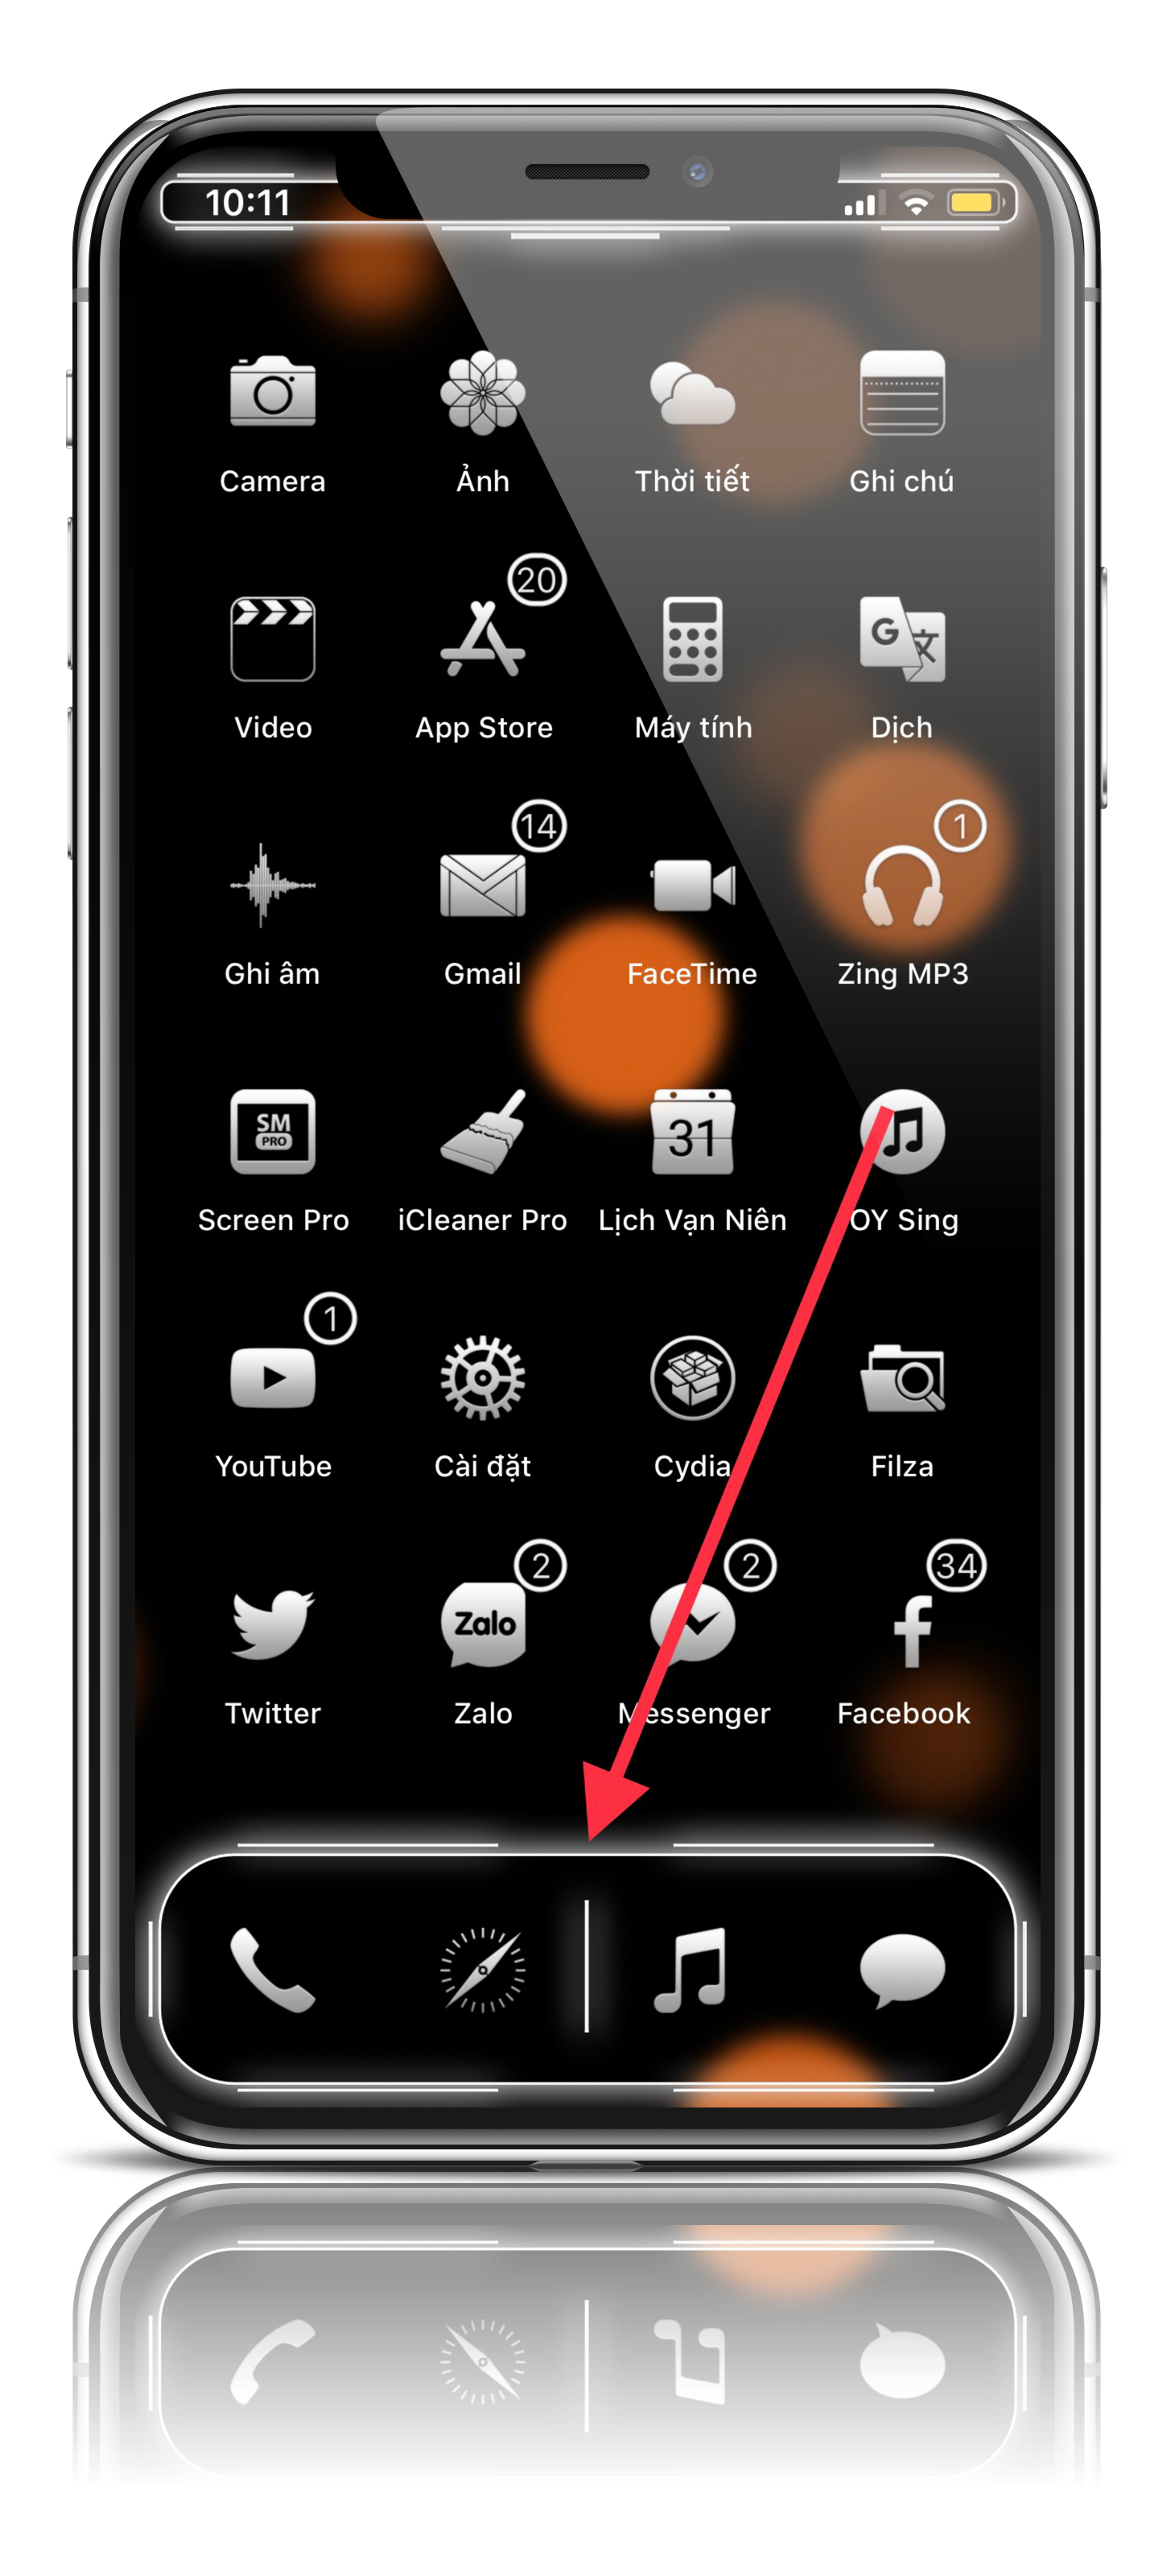 10:11
Camera
Ảnh
Thời tiết
Ghi chú
20
Video
App Store
Máy tính
G 文
Dịch
14
1
Ghi âm
Gmail
FaceTime
Zing MP3
SM
PRO
31
Screen Pro
iCleaner Pro
Lịch Vạn Niên
OY Sing
1
YouTube
Cài đặt
Cydia
Filza
2
2
34
Zalo
f
Twitter
Zalo
Messenger
Facebook